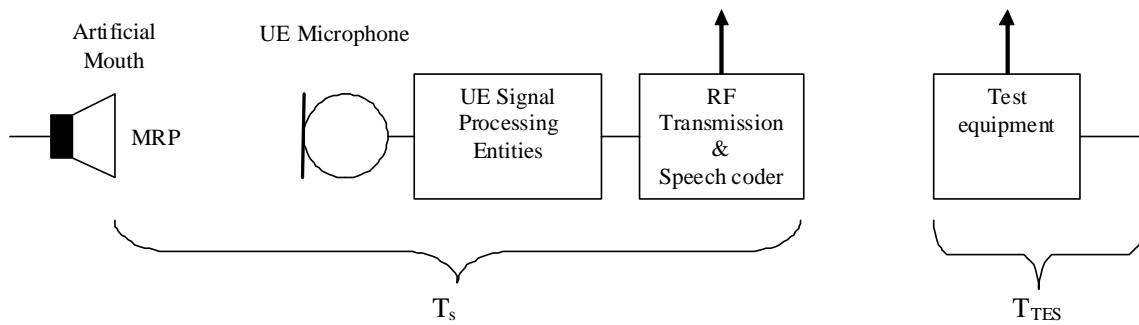 Artificial
Mouth
UE Microphone
MRP
UE Signal
Processing
Entities
RF
Transmission
&
Speech coder
Test
equipment
Ts
TTES